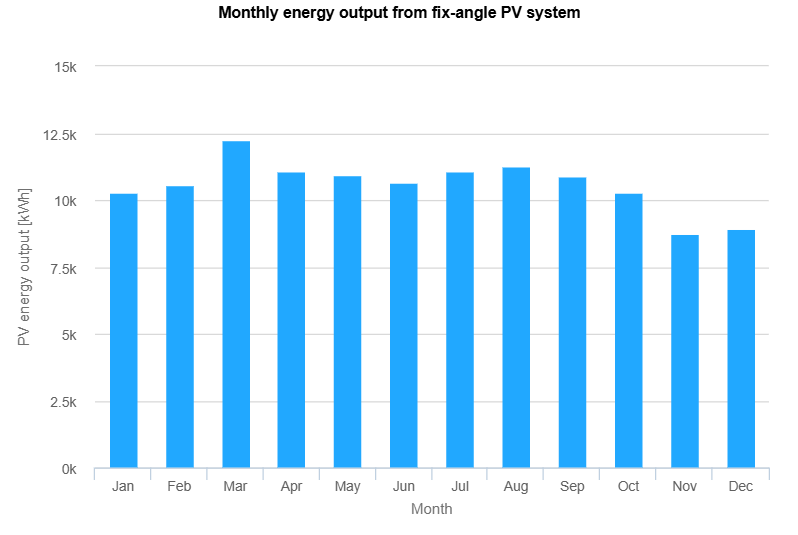 Monthly energy output from fix-angle PV system
15k
12.5k
10k
7.5k
5k
2.5k
0k
PV energy output [kWh]
Jan Feb Mar Apr May Jun Jul Aug Sep Oct Nov Dec
Month